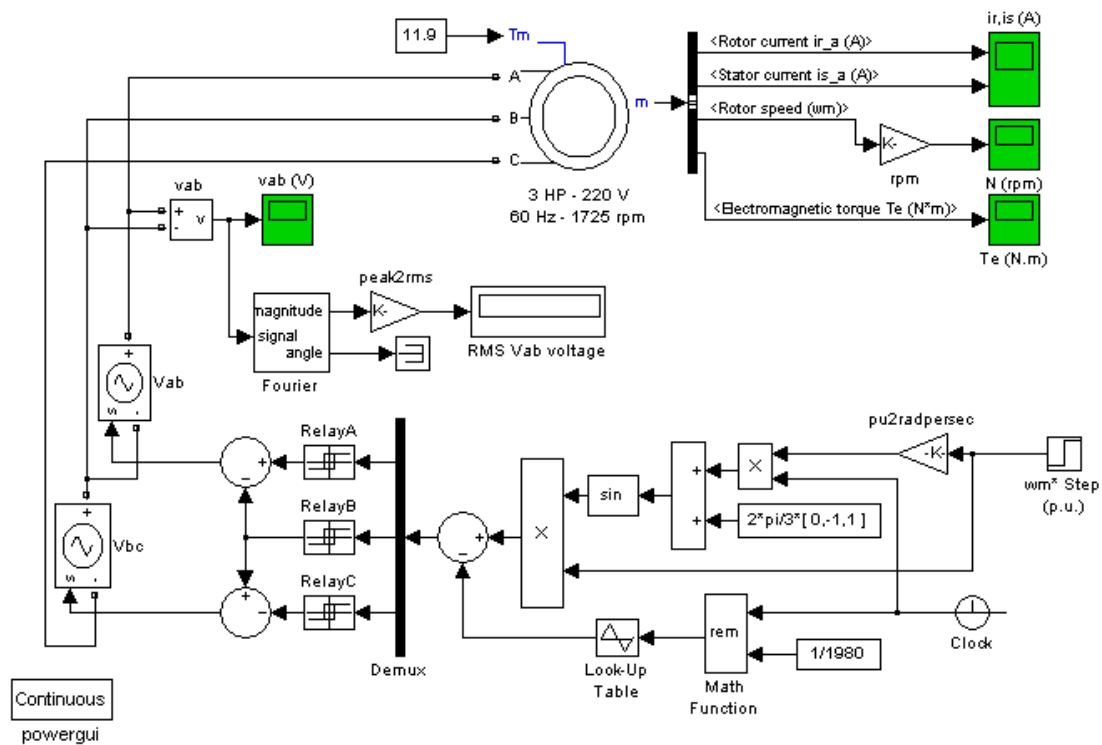 11.9
Tm
ir,is (A)
<Rotor current ir_a (A)>
A
<Stator current is_a (A)>
m
B
<Rotor speed (wm)>
K-
C
rpm
N (rpm)
vab
vab (V)
3 HP - 220 V
60 Hz - 1725 rpm
+
-
v
<Electromagnetic torque Te (N*m)>
Te (N.m)
peak2rms
magnitude
signal
angle
K-
RMS Vab voltage
Fourier
+
Vab
s
-
RelayA
pu2radpersec
-K-
wm* Step
(p.u.)
+
-
+
×
sin
+
2*pi/3*[ 0,-1,1 ]
RelayB
+
Vbc
s
-
×
+
-
RelayC
+
-
rem
Clock
1/1980
Demux
Look-Up
Table
Math
Function
Continuous
powergui